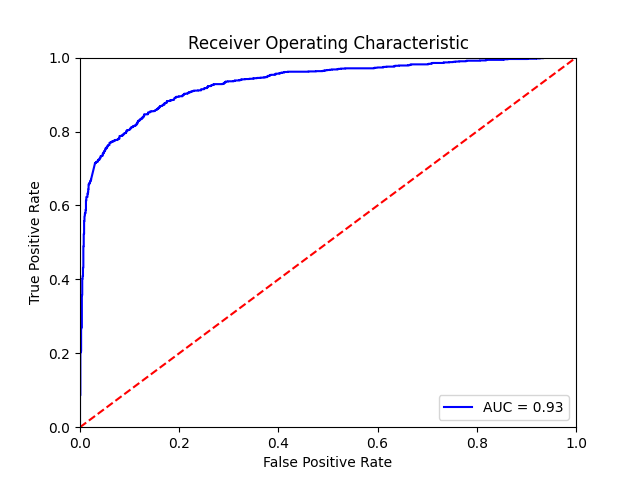 Receiver Operating Characteristic
True Positive Rate
1.0
0.8
0.6
0.4
0.2
0.0
AUC = 0.93
0.0 0.2 0.4 0.6 0.8 1.0
False Positive Rate